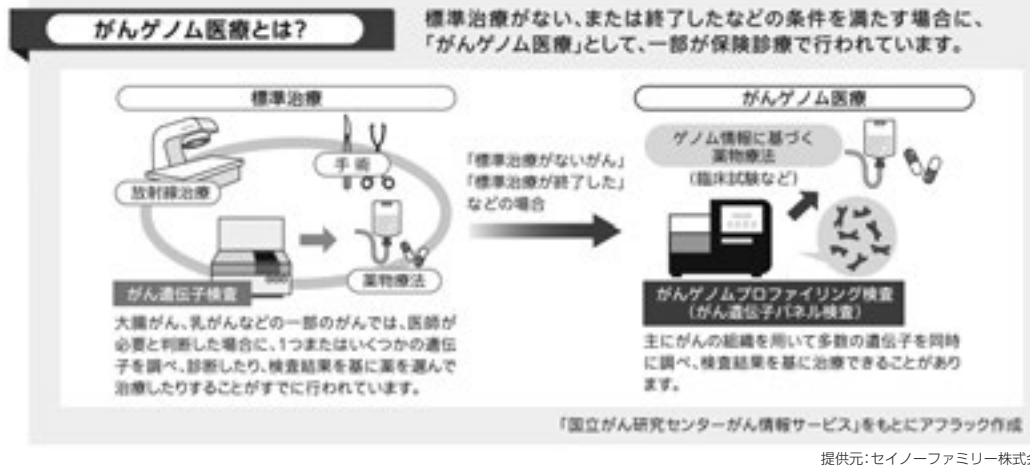 がんゲノム医療とは?
標準治療がない、または終了したなどの条件を満たす場合に、
「がんゲノム医療」として、一部が保険診療で行われています。
標準治療
放射線治療
手術
薬物療法
がん遺伝子検査
大腸がん、乳がんなどの一部のがんでは、医師が
必要と判断した場合に、1つまたはいくつかの遺伝
子を調べ、診断したり、検査結果を基に薬を選んで
治療したりすることがすでに行われています。
「標準治療がないがん」
「標準治療が終了した」
などの場合
がんゲノム医療
ゲノム情報に基づく
薬物療法
(臨床試験など)
がんゲノムプロファイリング検査
(がん遺伝子パネル検査)
主にがんの組織を用いて多数の遺伝子を同時
に調べ、検査結果を基に治療できることがあり
ます。
「国立がん研究センターがん情報サービス」をもとにアフラック作成
提供元:セイノーファミリー株式